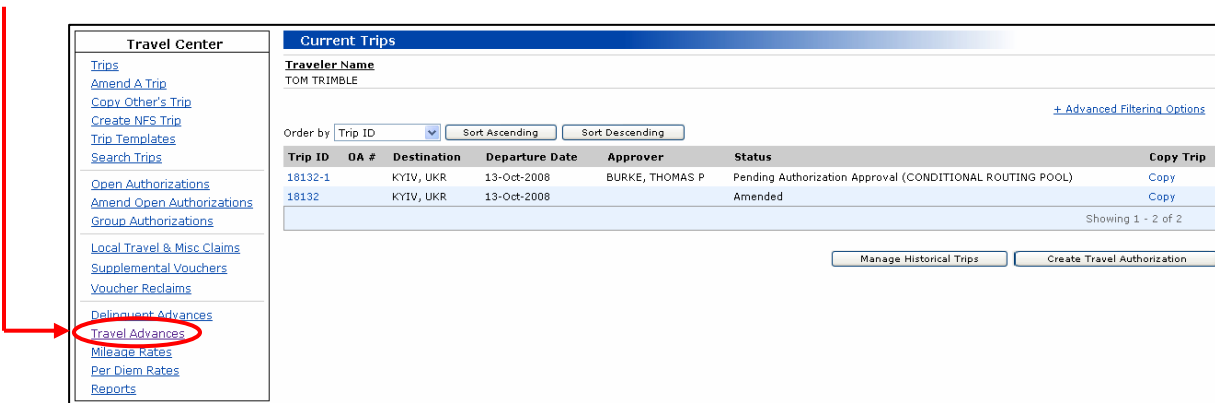 Travel Center
Trips
Amend A Trip
Copy Other's Trip
Create NFS Trip
Trip Templates
Search Trips
Open Authorizations
Amend Open Authorizations
Group Authorizations
Local Travel & Misc Claims
Supplemental Vouchers
Voucher Reclaims
Delinquent Advances
Travel Advances
Mileage Rates
Per Diem Rates
Reports
Current Trips
Traveler Name
TOM TRIMBLE
+ Advanced Filtering Options
Order by Trip ID Sort Ascending Sort Descending
Trip ID OA # Destination Departure Date Approver Status Copy Trip
18132-1 KYIV, UKR 13-Oct-2008 BURKE, THOMAS P Pending Authorization Approval (CONDITIONAL ROUTING POOL) Copy
18132 KYIV, UKR 13-Oct-2008 Amended Copy
Showing 1 - 2 of 2
Manage Historical Trips Create Travel Authorization